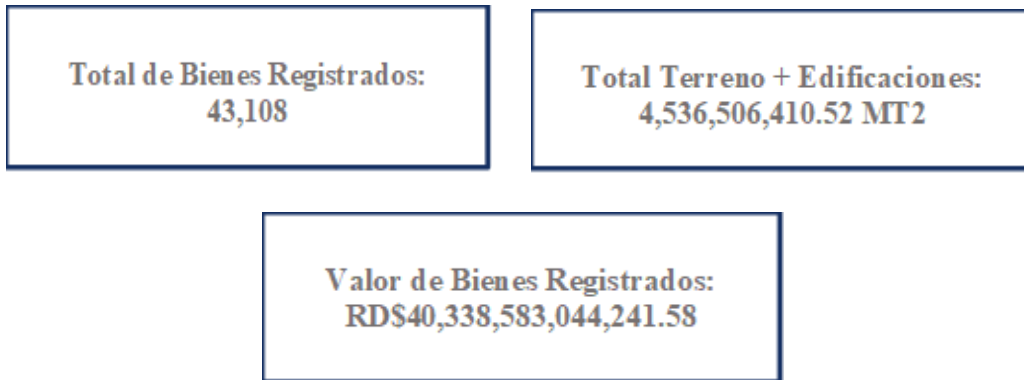 Total de Bienes Registrados:
43,108
Total Terreno + Edificaciones:
4,536,506,410.52 MT2
Valor de Bienes Registrados:
RD$40,338,583,044,241.58